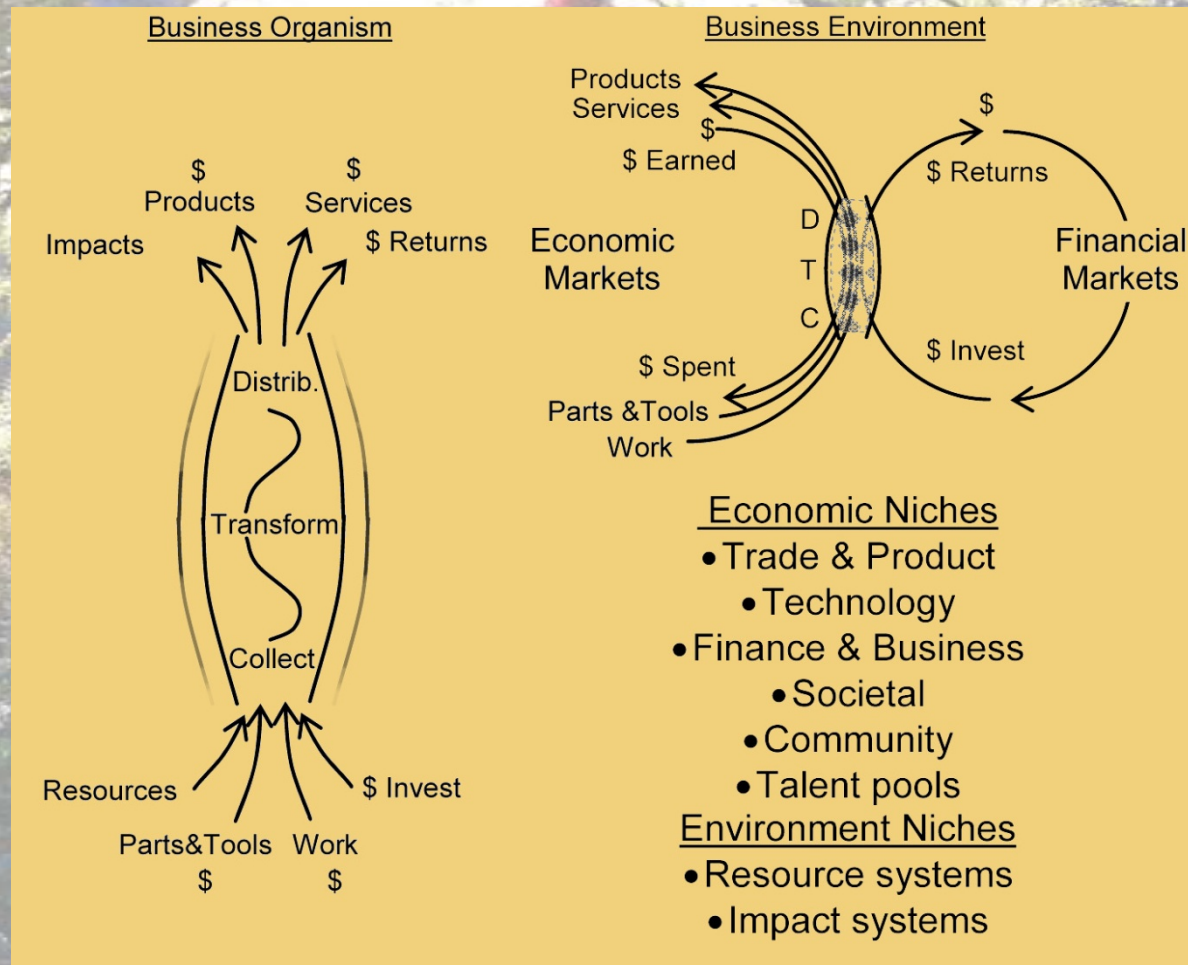 Business Organism
$
Products
$
Services
Impacts
$ Returns
Distrib.
Transform
Collect
Resources
$ Invest
Parts&Tools
$
Work
$
Business Environment
Products
Services
$
$ Earned
$
$ Returns
D
T
C
Economic
Markets
Financial
Markets
$ Spent
Parts &Tools
Work
$ Invest
Economic Niches
•Trade & Product
•Technology
•Finance & Business
•Societal
•Community
•Talent pools
Environment Niches
•Resource systems
•Impact systems